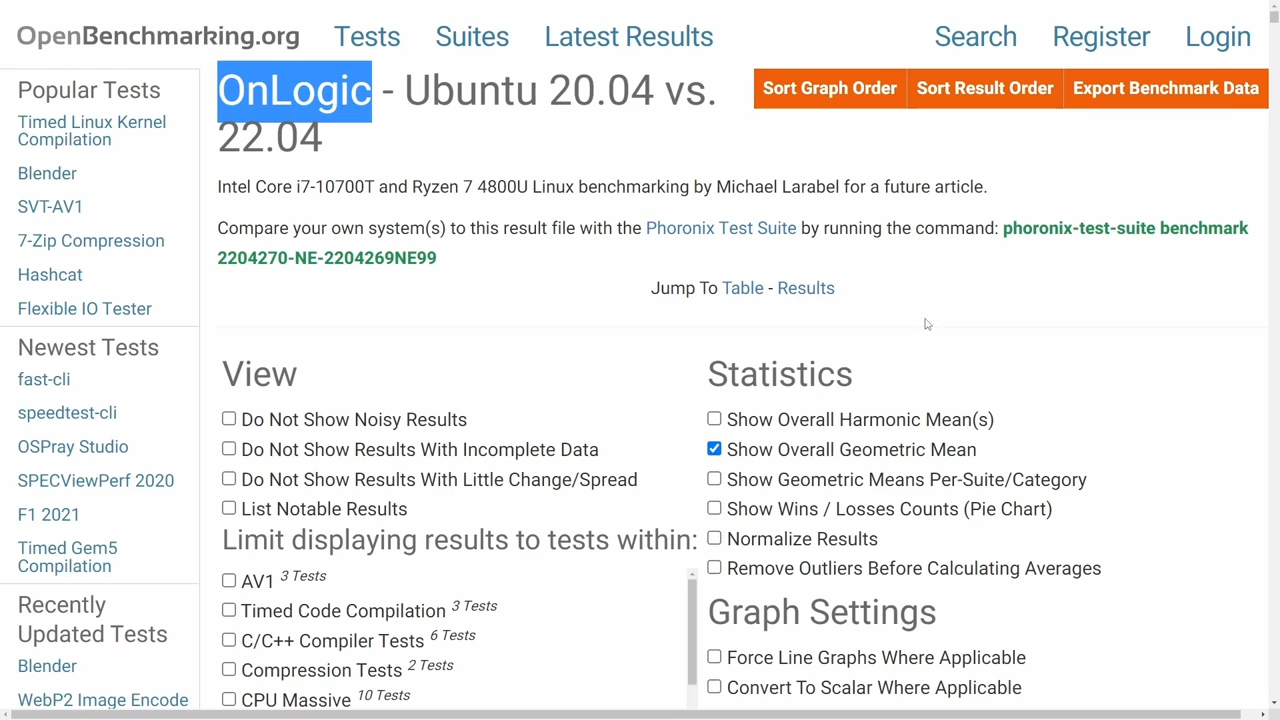 OpenBenchmarking.org
Tests
Suites
Latest Results
Search
Register
Login
Popular Tests
Timed Linux Kernel
Compilation
Blender
SVT-AV1
7-Zip Compression
Hashcat
Flexible IO Tester
Newest Tests
fast-cli
speedtest-cli
OSPray Studio
SPECViewPerf 2020
F1 2021
Timed Gem5
Compilation
Recently
Updated Tests
Blender
WebP2 Image Encode
OnLogic - Ubuntu 20.04 vs.
22.04
Sort Graph Order
Sort Result Order
Export Benchmark Data
Intel Core i7-10700T and Ryzen 7 4800U Linux benchmarking by Michael Larabel for a future article.
Compare your own system(s) to this result file with the Phoronix Test Suite by running the command: phoronix-test-suite benchmark
2204270-NE-2204269NE99
Jump To Table - Results
View
Do Not Show Noisy Results
Do Not Show Results With Incomplete Data
Do Not Show Results With Little Change/Spread
List Notable Results
Limit displaying results to tests within:
AV1 3 Tests
Timed Code Compilation 3 Tests
C/C++ Compiler Tests 6 Tests
Compression Tests 2 Tests
CPU Massive 10 Tests
Statistics
Show Overall Harmonic Mean(s)
Show Overall Geometric Mean
Show Geometric Means Per-Suite/Category
Show Wins / Losses Counts (Pie Chart)
Normalize Results
Remove Outliers Before Calculating Averages
Graph Settings
Force Line Graphs Where Applicable
Convert To Scalar Where Applicable